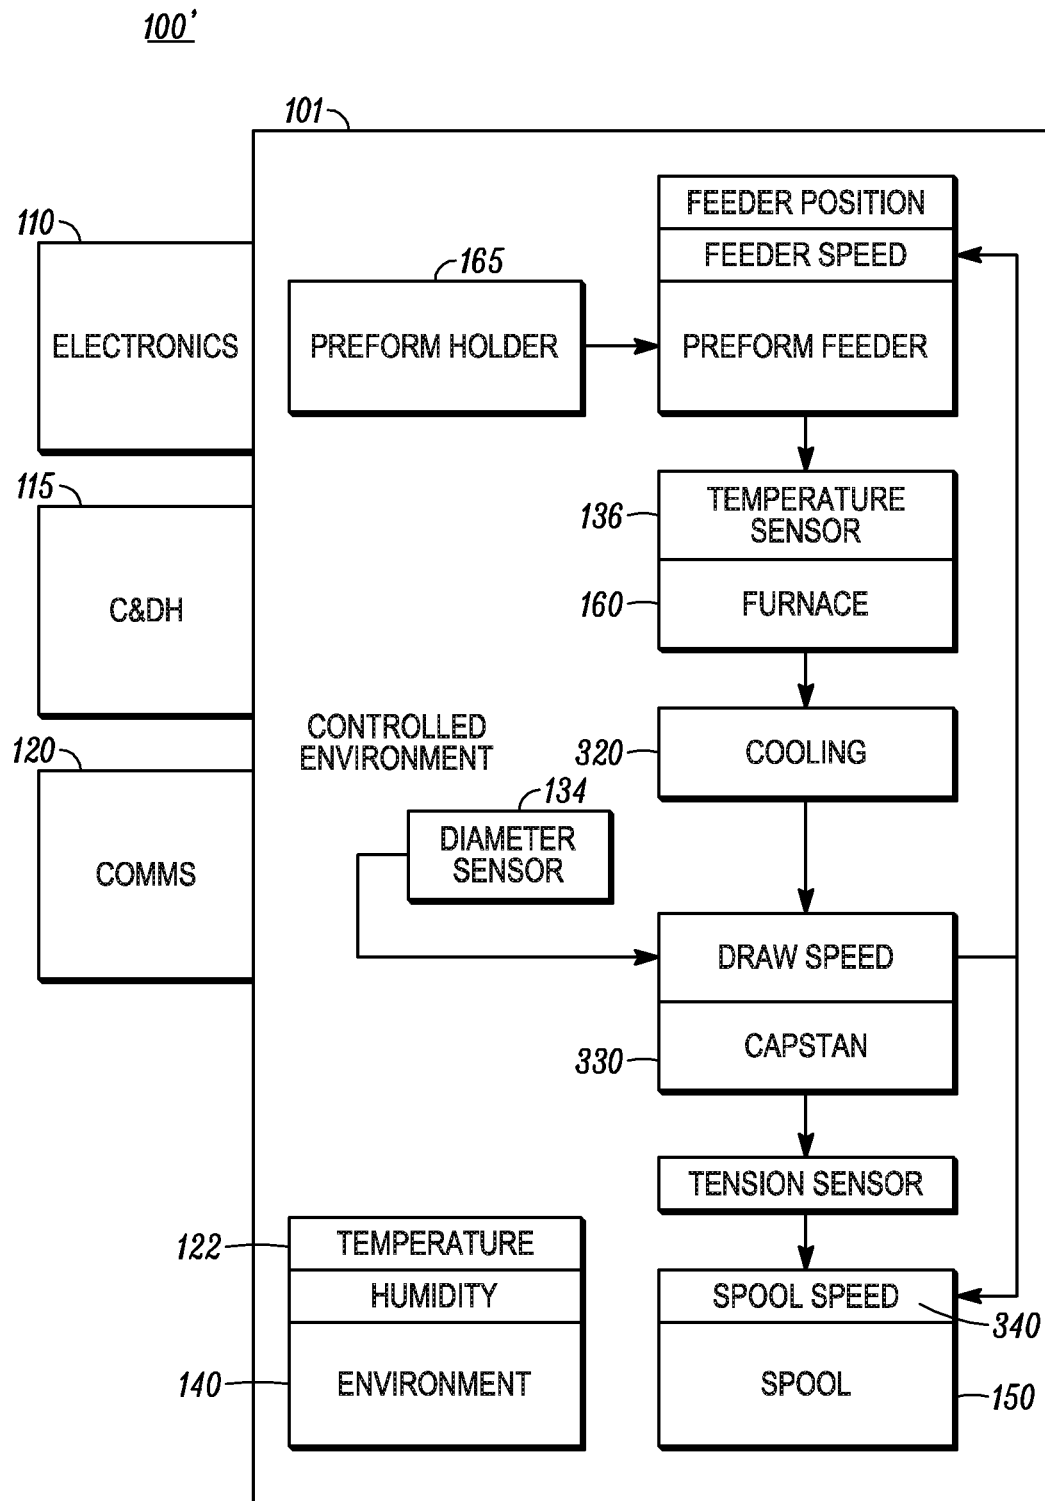 100'
101
110
ELECTRONICS
115
C&DH
120
COMMS
165
PREFORM HOLDER
FEEDER POSITION
FEEDER SPEED
PREFORM FEEDER
136
TEMPERATURE
SENSOR
160
FURNACE
CONTROLLED
ENVIRONMENT
320
COOLING
134
DIAMETER
SENSOR
DRAW SPEED
330
CAPSTAN
TENSION SENSOR
122
TEMPERATURE
HUMIDITY
140
ENVIRONMENT
SPOOL SPEED
340
SPOOL
150